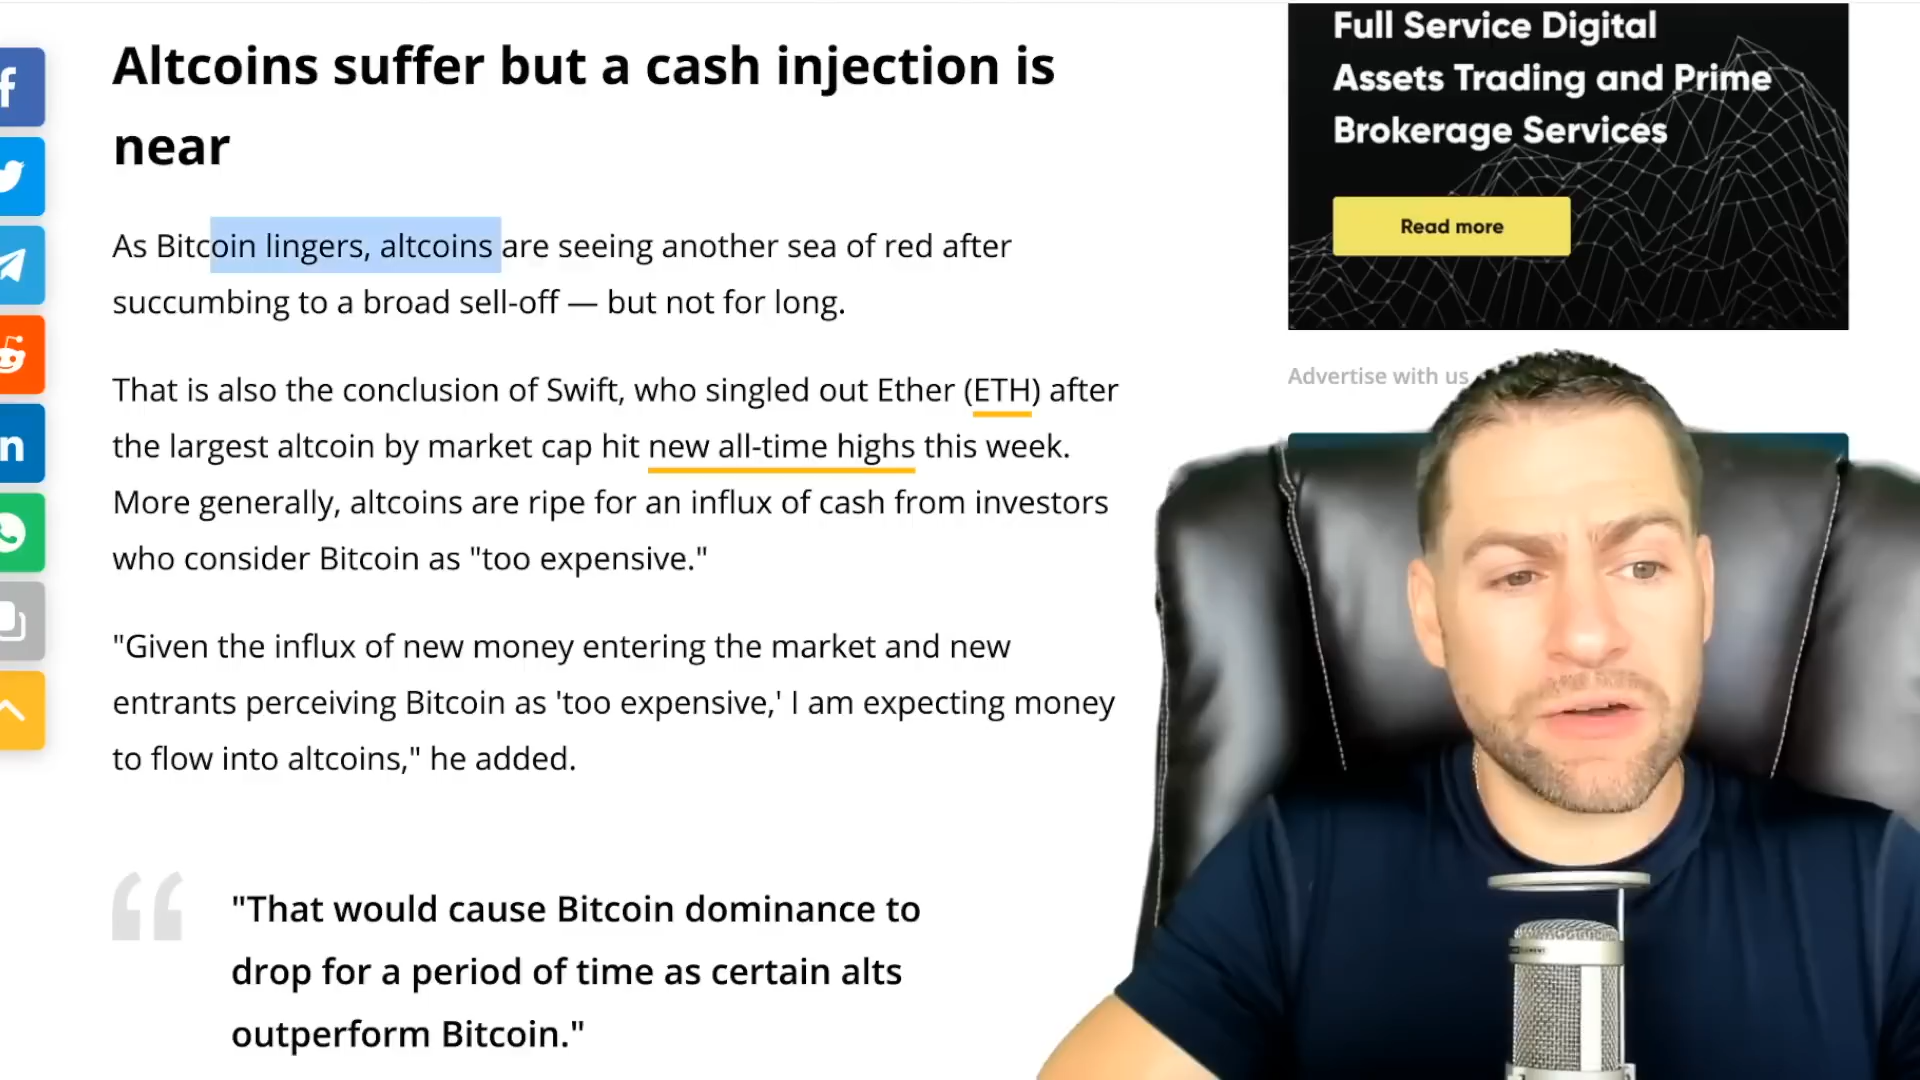 Altcoins suffer but a cash injection is
near
As Bitcoin lingers, altcoins are seeing another sea of red after
succumbing to a broad sell-off — but not for long.
That is also the conclusion of Swift, who singled out Ether (ETH) after
the largest altcoin by market cap hit new all-time highs this week.
More generally, altcoins are ripe for an influx of cash from investors
who consider Bitcoin as "too expensive."
"Given the influx of new money entering the market and new
entrants perceiving Bitcoin as 'too expensive,' I am expecting money
to flow into altcoins," he added.
"That would cause Bitcoin dominance to
drop for a period of time as certain alts
outperform Bitcoin."
Full Service Digital
Assets Trading and Prime
Brokerage Services
Read more
Advertise with us